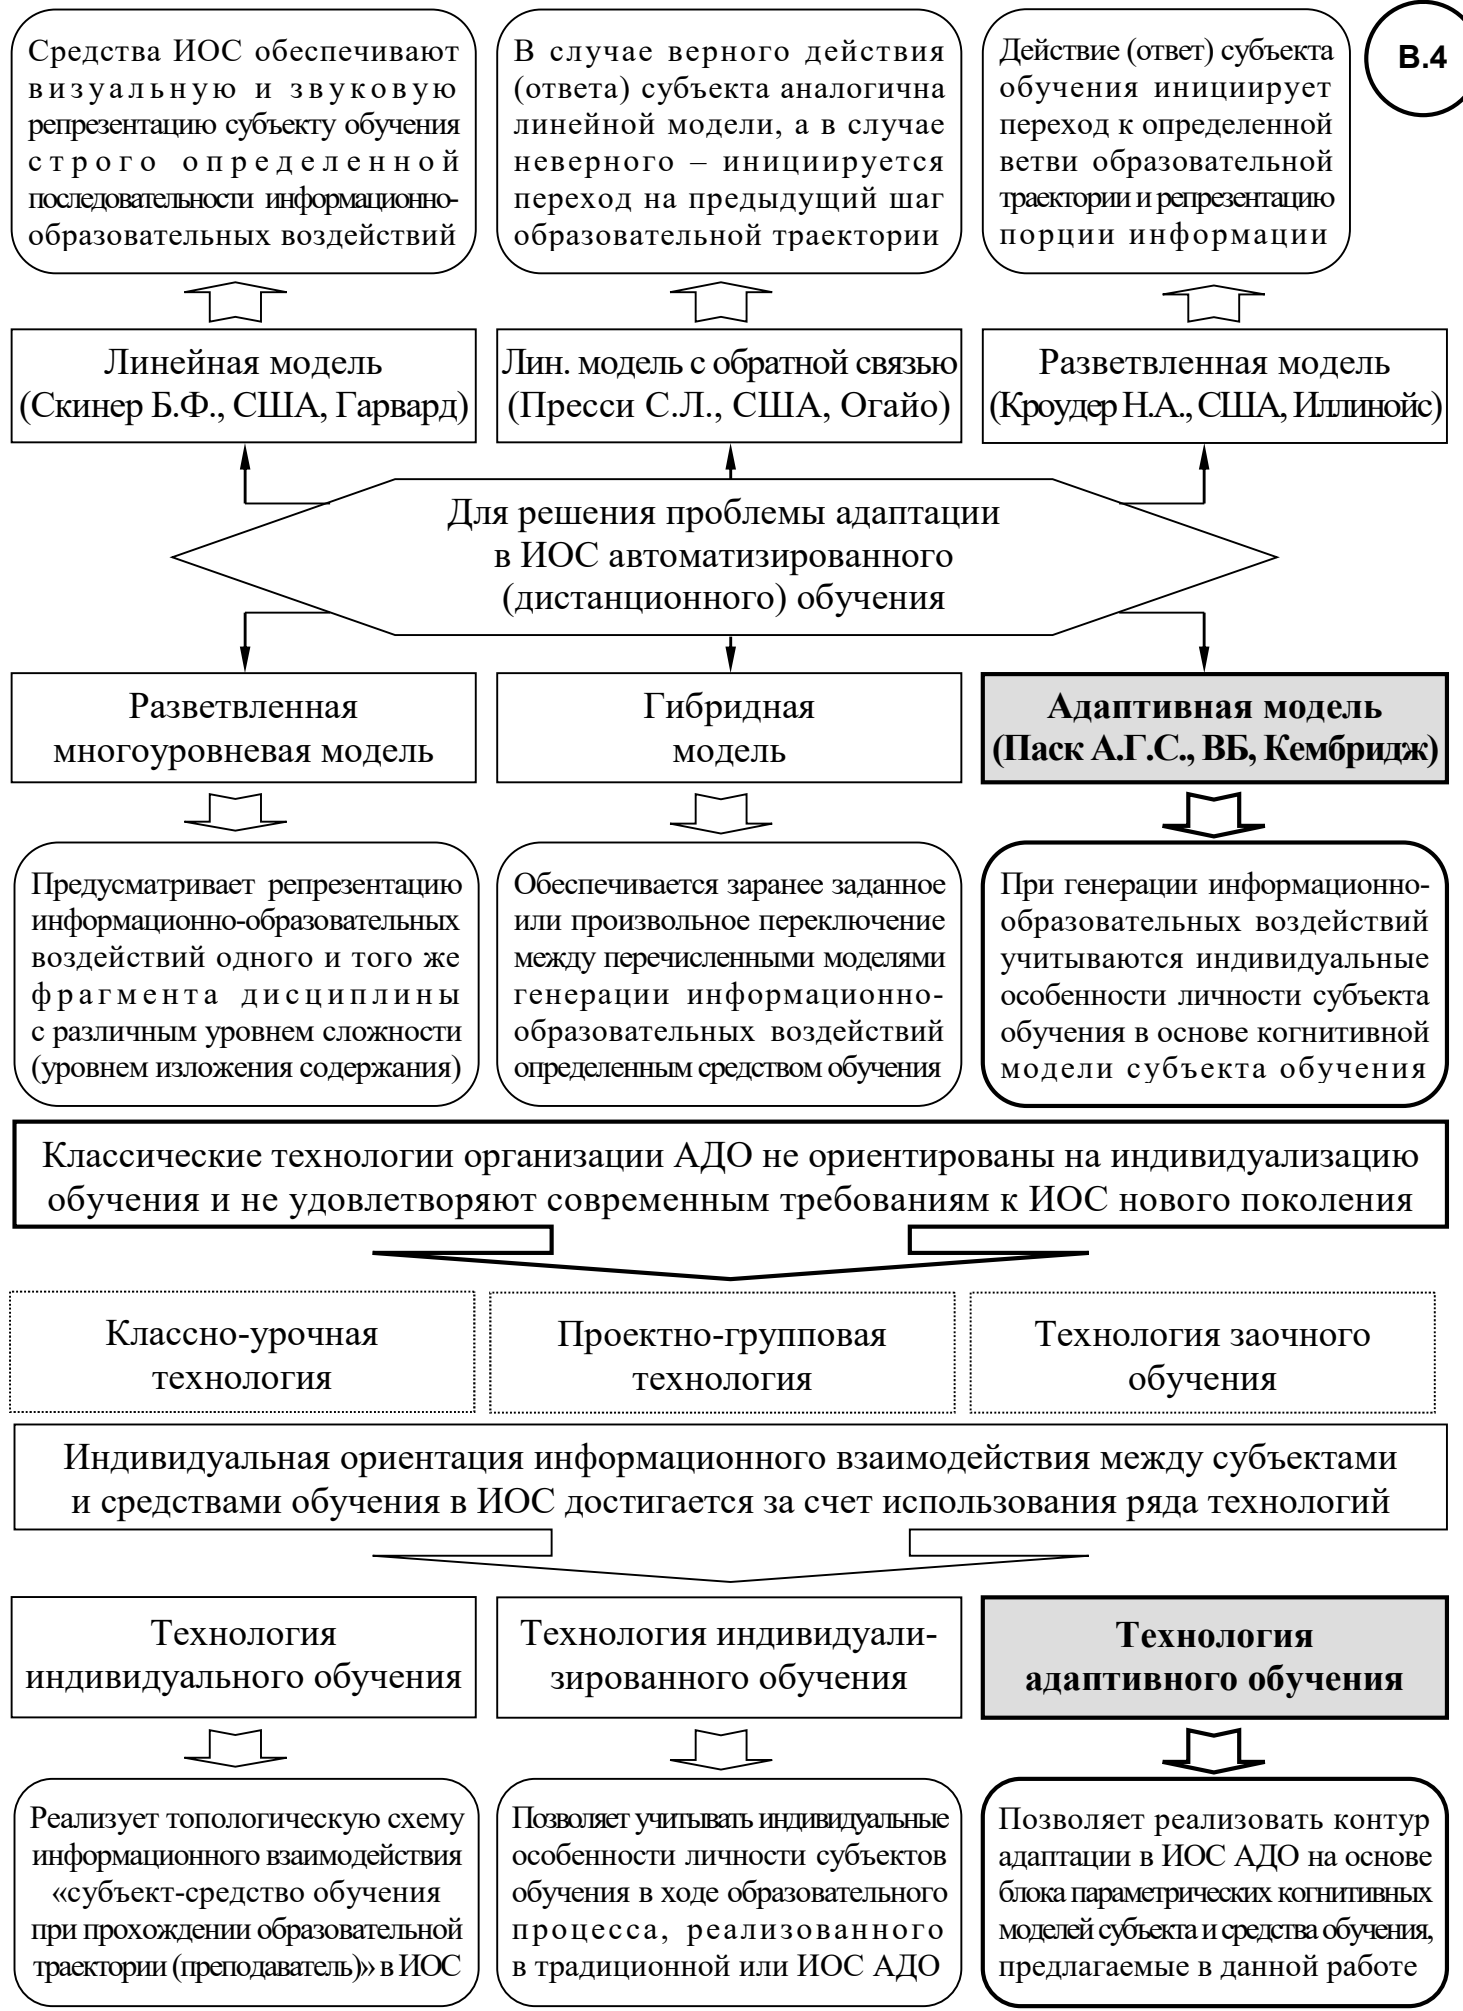 В.4
Средства ИОС обеспечивают
визуальную и звуковую
репрезентацию субъекту обучения
строго определенной
последовательности информационно-
образовательных воздействий
В случае верного действия
(ответа) субъекта аналогична
линейной модели, а в случае
неверного – инициируется
переход на предыдущий шаг
образовательной траектории
Действие (ответ) субъекта
обучения инициирует
переход к определенной
ветви образовательной
траектории и репрезентацию
порции информации
Линейная модель
(Скинер Б.Ф., США, Гарвард)
Лин. модель с обратной связью
(Пресси С.Л., США, Огайо)
Разветвленная модель
(Кроудер Н.А., США, Иллинойс)
Для решения проблемы адаптации
в ИОС автоматизированного
(дистанционного) обучения
Разветвленная
многоуровневая модель
Гибридная
модель
Адаптивная модель
(Паск А.Г.С., ВБ, Кембридж)
Предусматривает репрезентацию
информационно-образовательных
воздействий одного и того же
фрагмента дисциплины
с различным уровнем сложности
(уровнем изложения содержания)
Обеспечивается заранее заданное
или произвольное переключение
между перечисленными моделями
генерации информационно-
образовательных воздействий
определенным средством обучения
При генерации информационно-
образовательных воздействий
учитываются индивидуальные
особенности личности субъекта
обучения в основе когнитивной
модели субъекта обучения
Классические технологии организации АДО не ориентированы на индивидуализацию
обучения и не удовлетворяют современным требованиям к ИОС нового поколения
Классно-урочная
технология
Проектно-групповая
технология
Технология заочного
обучения
Индивидуальная ориентация информационного взаимодействия между субъектами
и средствами обучения в ИОС достигается за счет использования ряда технологий
Технология
индивидуального обучения
Технология индивидуали-
зированного обучения
Технология
адаптивного обучения
Реализует топологическую схему
информационного взаимодействия
«субъект-средство обучения
при прохождении образовательной
траектории (преподаватель)» в ИОС
Позволяет учитывать индивидуальные
особенности личности субъектов
обучения в ходе образовательного
процесса, реализованного
в традиционной или ИОС АДО
Позволяет реализовать контур
адаптации в ИОС АДО на основе
блока параметрических когнитивных
моделей субъекта и средства обучения,
предлагаемые в данной работе